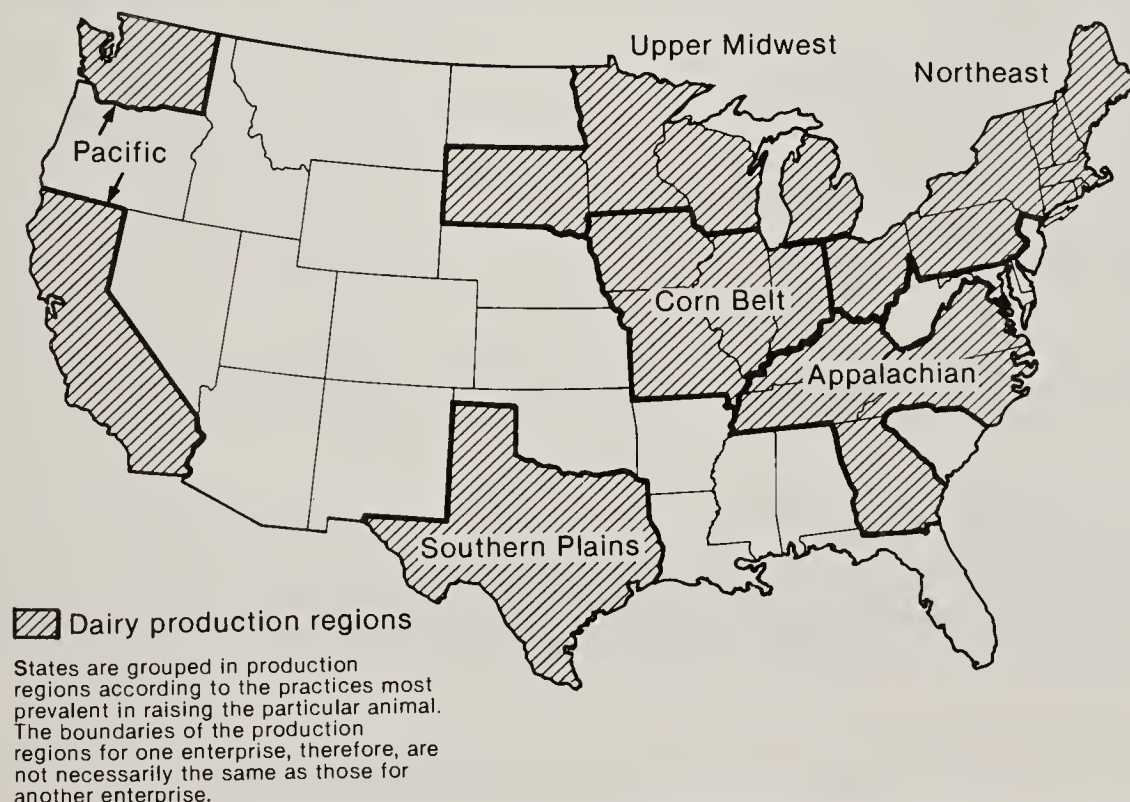 Upper Midwest
Northeast
Pacific
Corn Belt
Appalachian
Southern Plains
Dairy production regions
States are grouped in production
regions according to the practices most
prevalent in raising the particular animal.
The boundaries of the production
regions for one enterprise, therefore, are
not necessarily the same as those for
another enterprise.